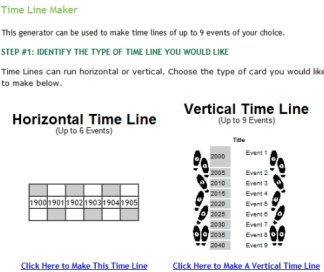 Time Line Maker
This generator can be used to make time lines of up to 9 events of your choice.
STEP #1: IDENTIFY THE TYPE OF TIME LINE YOU WOULD LIKE
Time Lines can run horizontal or vertical. Choose the type of card you would like
to make below.
Horizontal Time Line
(Up to 6 Events)
1900 1901 1902 1903 1904 1905
Click Here to Make This Time Line
Vertical Time Line
(Up to 9 Events)
Title
2000 Event 1
2005 Event 2
2010 Event 3
2015 Event 4
2020 Event 5
2025 Event 6
2030 Event 7
2035 Event 8
2040 Event 9
Click Here to Make A Vertical Time Line